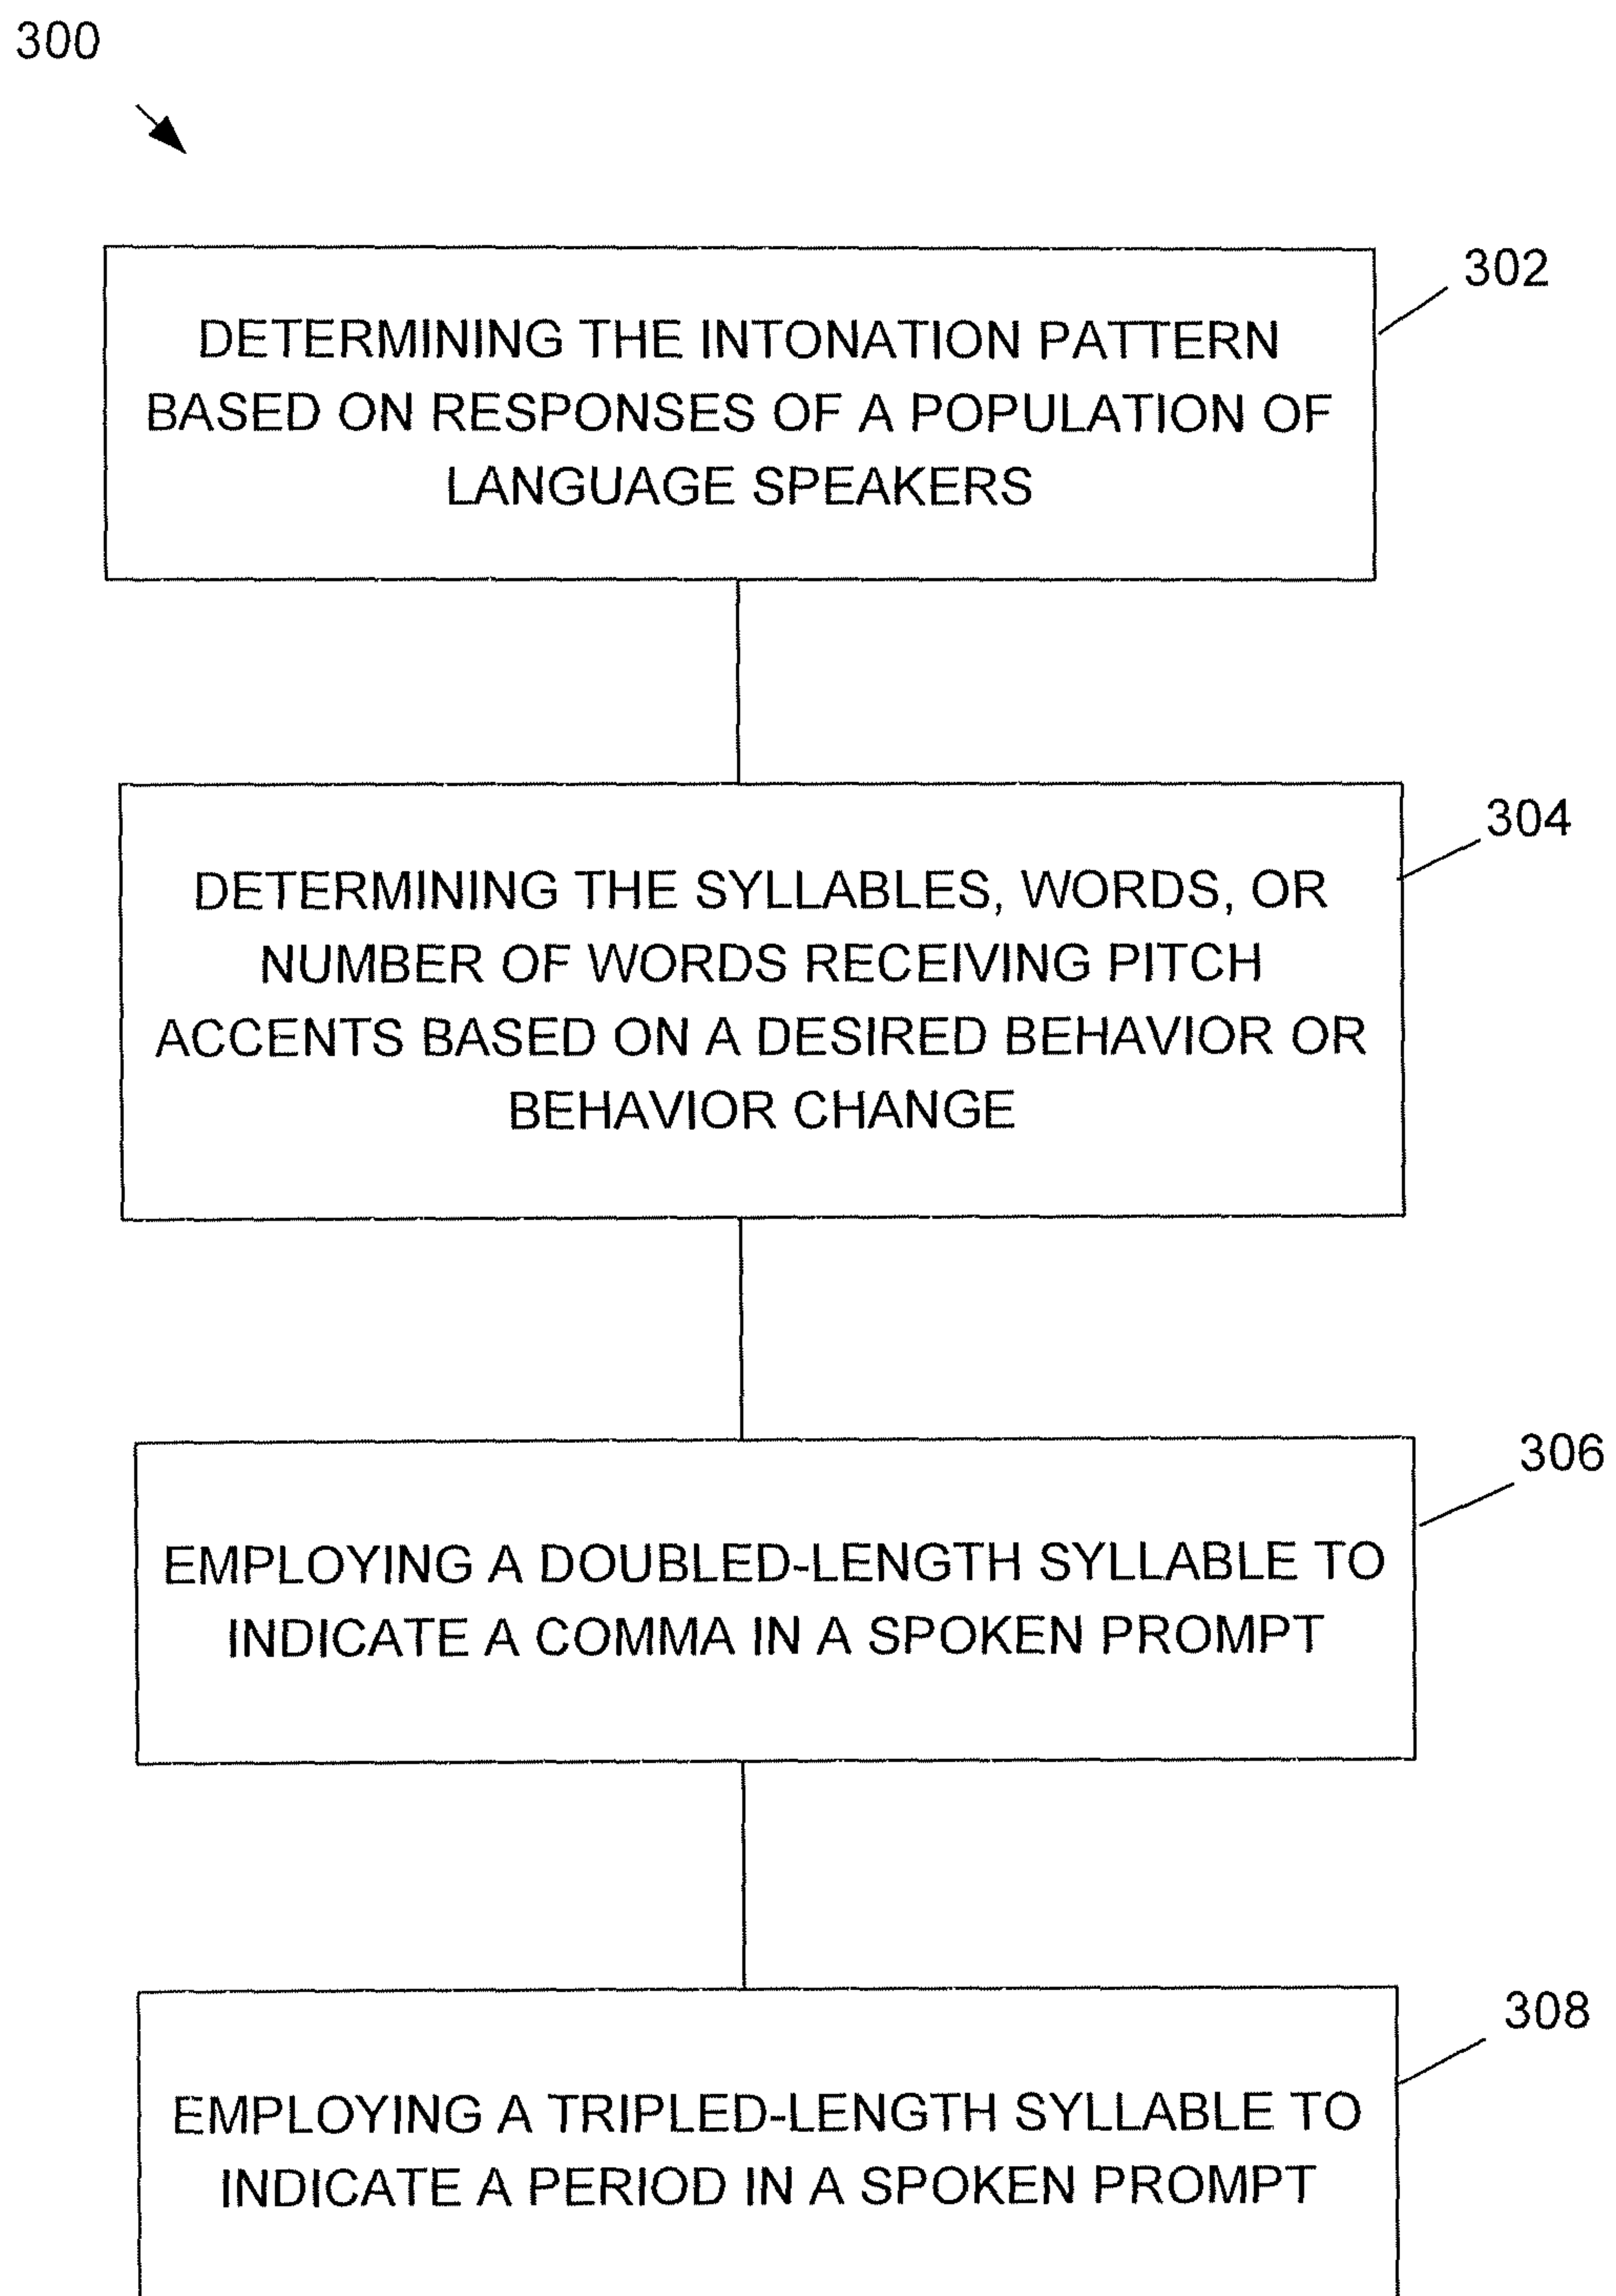 300
302
DETERMINING THE INTONATION PATTERN
BASED ON RESPONSES OF A POPULATION OF
LANGUAGE SPEAKERS
304
DETERMINING THE SYLLABLES, WORDS, OR
NUMBER OF WORDS RECEIVING PITCH
ACCENTS BASED ON A DESIRED BEHAVIOR OR
BEHAVIOR CHANGE
306
EMPLOYING A DOUBLED-LENGTH SYLLABLE TO
INDICATE A COMMA IN A SPOKEN PROMPT
308
EMPLOYING A TRIPLED-LENGTH SYLLABLE TO
INDICATE A PERIOD IN A SPOKEN PROMPT